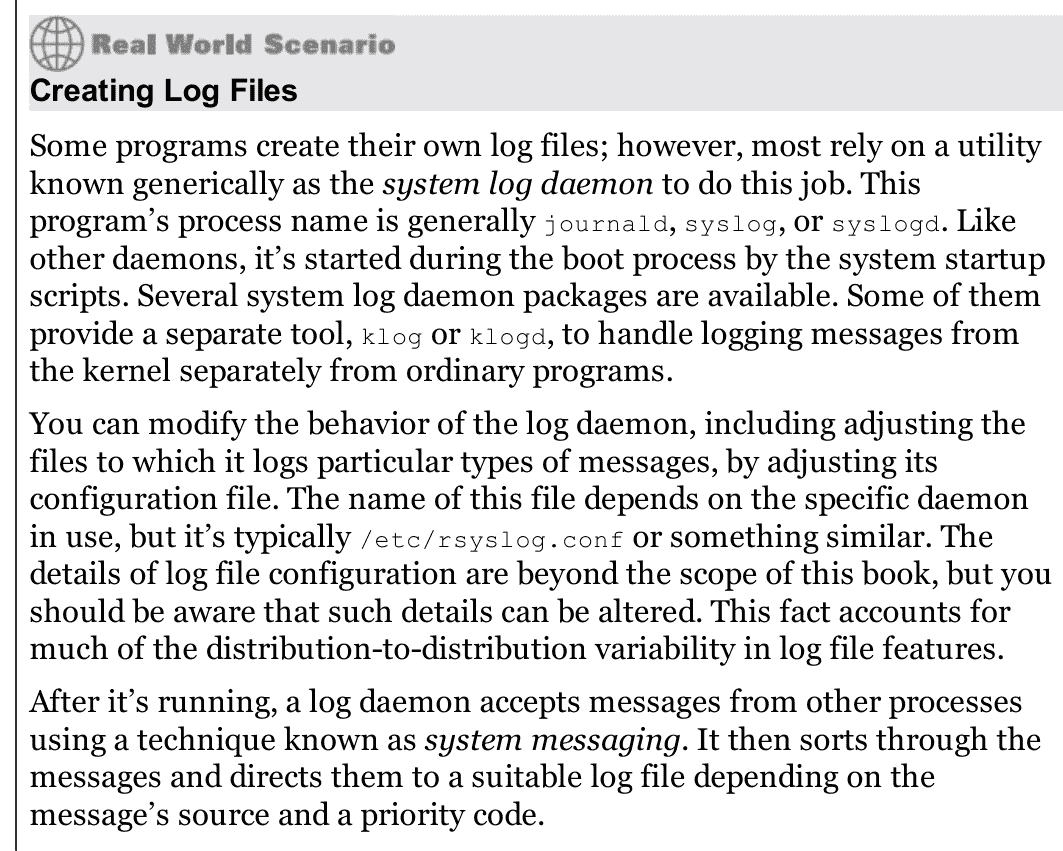 Real World Scenario
Creating Log Files
Some programs create their own log files; however, most rely on a utility
known generically as the system log daemon to do this job. This
program’s process name is generally journald, syslog, or syslogd. Like
other daemons, it’s started during the boot process by the system startup
scripts. Several system log daemon packages are available. Some of them
provide a separate tool, klog or klogd, to handle logging messages from
the kernel separately from ordinary programs.
You can modify the behavior of the log daemon, including adjusting the
files to which it logs particular types of messages, by adjusting its
configuration file. The name of this file depends on the specific daemon
in use, but it’s typically /etc/rsyslog.conf or something similar. The
details of log file configuration are beyond the scope of this book, but you
should be aware that such details can be altered. This fact accounts for
much of the distribution-to-distribution variability in log file features.
After it’s running, a log daemon accepts messages from other processes
using a technique known as system messaging. It then sorts through the
messages and directs them to a suitable log file depending on the
message’s source and a priority code.